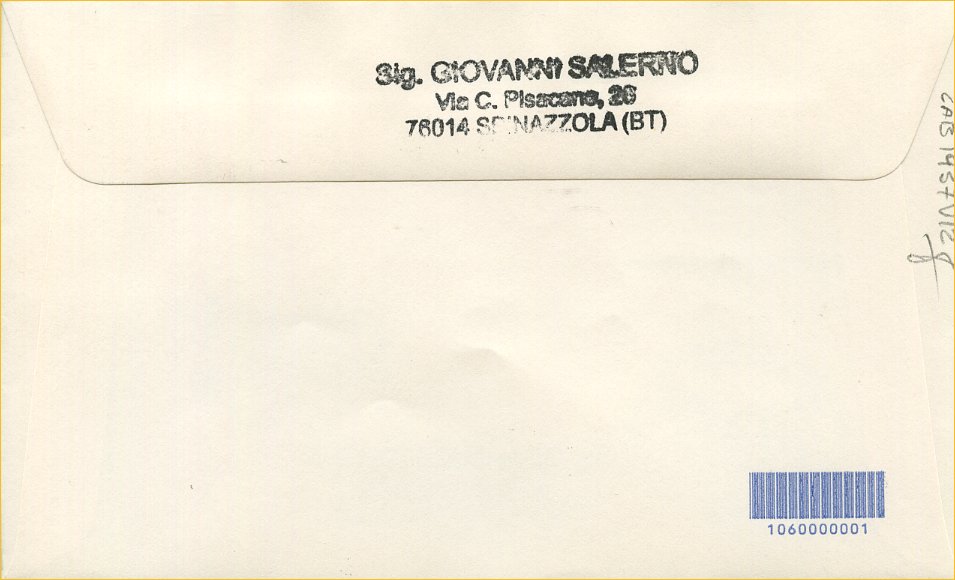 Sig. GIOVANNI SALERNO
Via C. Pisacane, 26
76014 SPINAZZOLA (BT)
1060000001